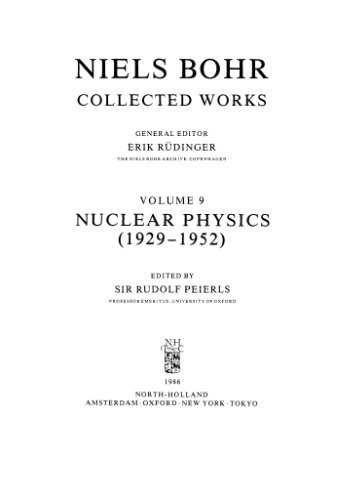 NIELS BOHR
COLLECTED WORKS
GENERAL EDITOR
ERIK RÜDINGER
THE NIELS BOHR ARCHIVE, COPENHAGEN
VOLUME 9
NUCLEAR PHYSICS
(1929–1952)
EDITED BY
SIR RUDOLF PEIERLS
PROFESSOR EMERITUS, UNIVERSITY OF OXFORD
1986
NORTH-HOLLAND
AMSTERDAM · OXFORD · NEW YORK · TOKYO